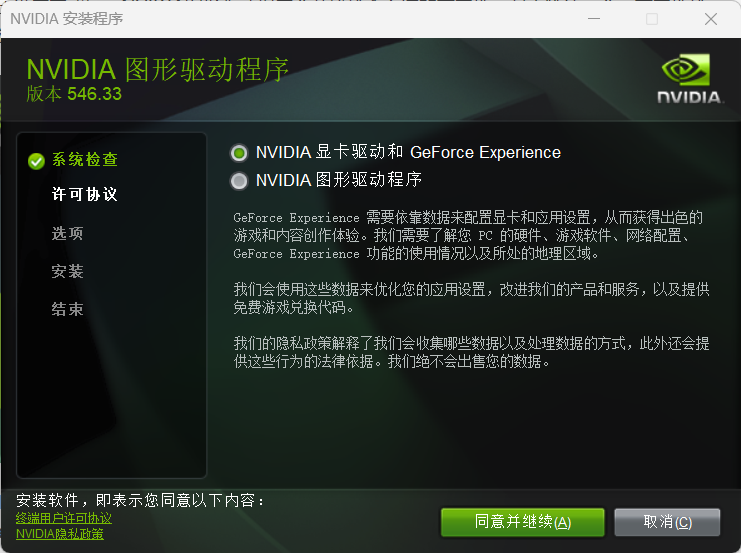 NVIDIA 安装程序
NVIDIA 图形驱动程序
版本 546.33
NVIDIA.
系统检查
许可协议
选项
安装
结束
NVIDIA 显卡驱动和 GeForce Experience
NVIDIA 图形驱动程序
GeForce Experience 需要依靠数据来配置显卡和应用设置，从而获得出色的
游戏和内容创作体验。我们需要了解您 PC 的硬件、游戏软件、网络配置、
GeForce Experience 功能的使用情况以及所处的地理区域。
我们会使用这些数据来优化您的应用设置，改进我们的产品和服务，以及提供
免费游戏兑换代码。
我们的隐私政策解释了我们会收集哪些数据以及处理数据的方式，此外还会提
供这些行为的法律依据。我们绝不会出售您的数据。
安装软件，即表示您同意以下内容：
终端用户许可协议
NVIDIA隐私政策
同意并继续(A)
取消(C)